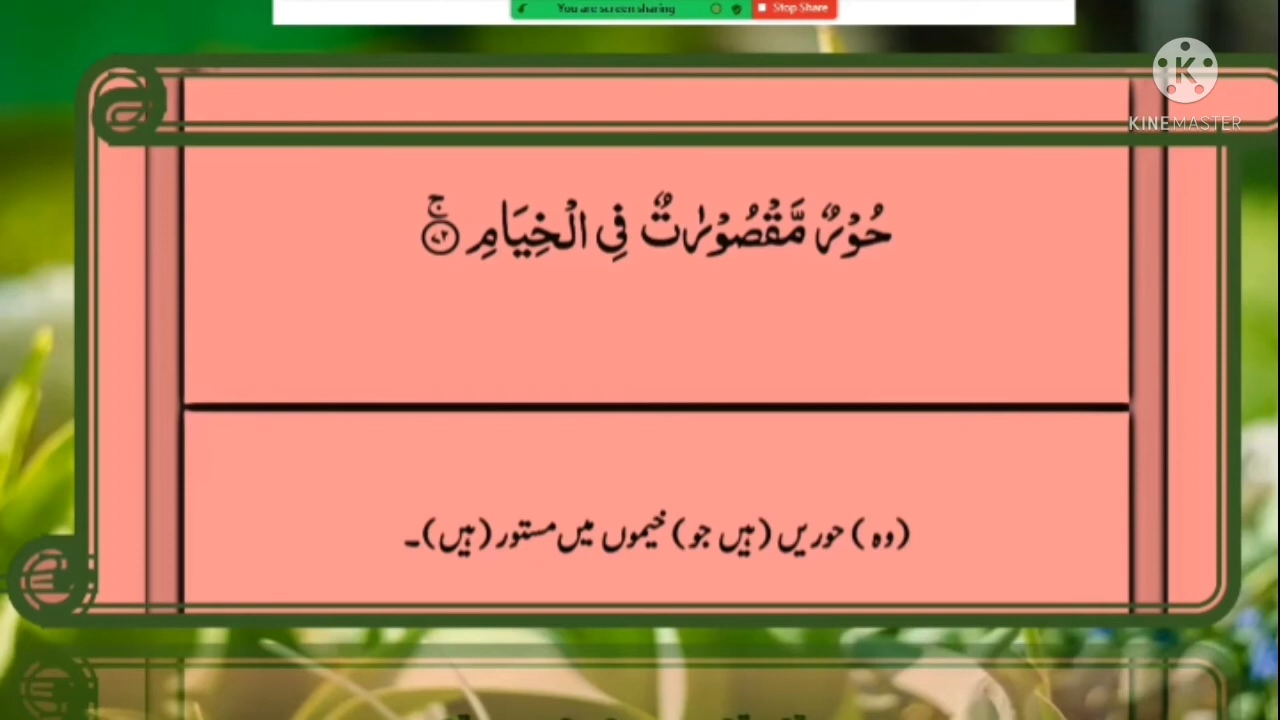 You are screen sharing
Stop Share
KINEMASTER
حُوۡرٌ مَّقۡصُوۡرٰتٌ فِى الۡخِيَامِ ۚ‏ ﴿۷۲﴾
(وہ) حوریں (ہیں جو) خیموں میں مستور (ہیں)۔